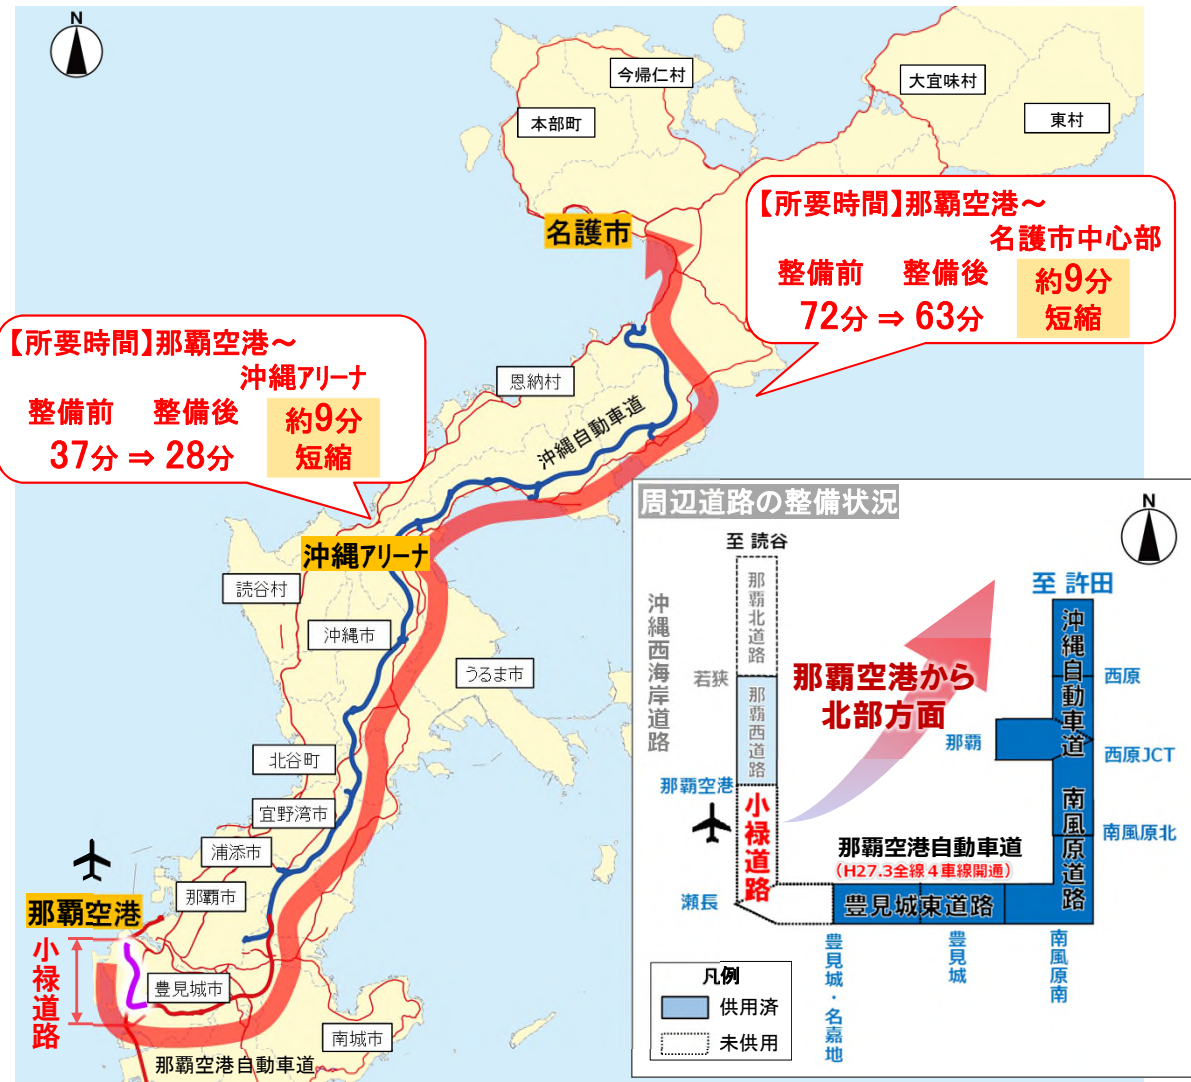 N
今帰仁村
大宜味村
本部町
東村
【所要時間】那覇空港～
名護市中心部
整備前 整備後
72分 ⇒ 63分
約9分
短縮
名護市
【所要時間】那覇空港～
沖縄アリーナ
整備前 整備後
37分 ⇒ 28分
約9分
短縮
恩納村
沖縄自動車道
沖縄アリーナ
読谷村
沖縄市
うるま市
北谷町
宜野湾市
浦添市
那覇市
那覇空港
小禄道路
豊見城市
南城市
那覇空港自動車道
周辺道路の整備状況
N
至 読谷
那覇北道路
沖縄西海岸道路
若狭
那覇西道路
那覇空港
小禄道路
瀬長
那覇空港から
北部方面
至 許田
沖縄自動車道
西原
那覇
西原JCT
南風原道路
南風原北
那覇空港自動車道
（H27.3全線４車線開通）
豊見城東道路
豊見城・名嘉地
豊見城
南風原南
凡例
供用済
未供用